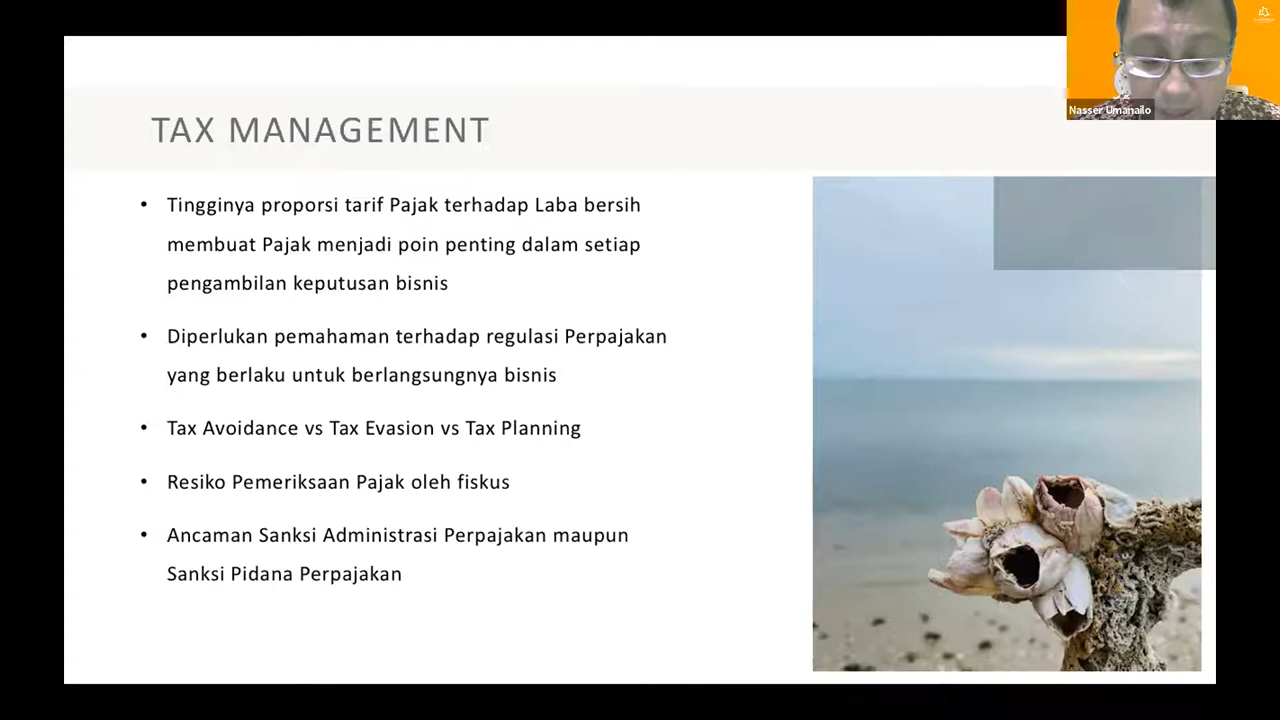 Nasser Umanailo
TAX MANAGEMENT
• Tingginya proporsi tarif Pajak terhadap Laba bersih
membuat Pajak menjadi poin penting dalam setiap
pengambilan keputusan bisnis
• Diperlukan pemahaman terhadap regulasi Perpajakan
yang berlaku untuk berlangsungnya bisnis
• Tax Avoidance vs Tax Evasion vs Tax Planning
• Resiko Pemeriksaan Pajak oleh fiskus
• Ancaman Sanksi Administrasi Perpajakan maupun
Sanksi Pidana Perpajakan